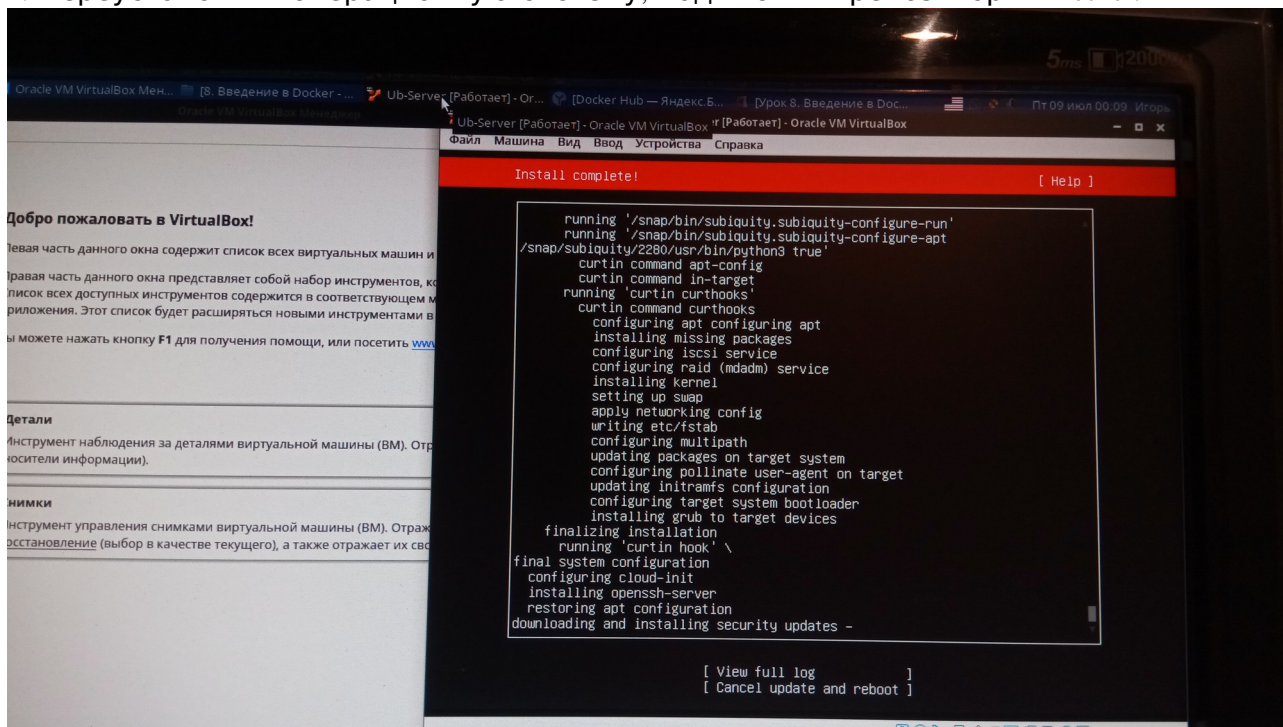 5ms 2000:1
Oracle VM VirtualBox Мен... [8. Введение в Docker - ... Ub-Server [Работает] - Or... [Docker Hub — Яндекс.Б... [Урок 8. Введение в Doc... Пт 09 июл 00:09 Игорь
Oracle VM VirtualBox Менеджер
Ub-Server [Работает] - Oracle VM VirtualBox
[Работает] - Oracle VM VirtualBox
Файл Машина Вид Ввод Устройства Справка
Install complete! [ Help ]
running '/snap/bin/subiquity.subiquity-configure-run'
running '/snap/bin/subiquity.subiquity-configure-apt
/snap/subiquity/2280/usr/bin/python3 true'
curtin command apt-config
curtin command in-target
running 'curtin curthooks'
curtin command curthooks
configuring apt configuring apt
installing missing packages
configuring iscsi service
configuring raid (mdadm) service
installing kernel
setting up swap
apply networking config
writing etc/fstab
configuring multipath
updating packages on target system
configuring pollinate user-agent on target
updating initramfs configuration
configuring target system bootloader
installing grub to target devices
finalizing installation
running 'curtin hook' \
final system configuration
configuring cloud-init
installing openssh-server
restoring apt configuration
downloading and installing security updates -
[ View full log ]
[ Cancel update and reboot ]
Добро пожаловать в VirtualBox!
Левая часть данного окна содержит список всех виртуальных машин и
Правая часть данного окна представляет собой набор инструментов, ко
Список всех доступных инструментов содержится в соответствующем м
приложения. Этот список будет расширяться новыми инструментами в
ы можете нажать кнопку F1 для получения помощи, или посетить www
Детали
Инструмент наблюдения за деталями виртуальной машины (ВМ). Отр
носители информации).
Снимки
Инструмент управления снимками виртуальной машины (ВМ). Отраж
восстановление (выбор в качестве текущего), а также отражает их сво